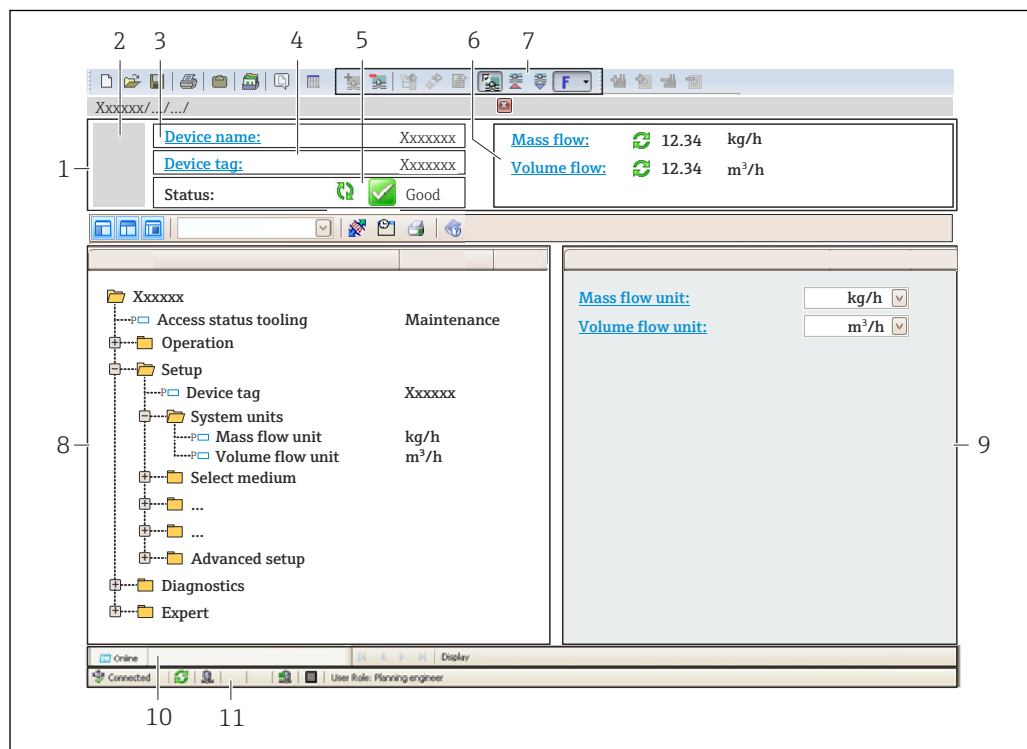 2 3 4 5 6 7
F
Xxxxxx/.../.../
1
Device name: Xxxxxxx
Device tag: Xxxxxxx
Status: Good
Mass flow: 12.34 kg/h
Volume flow: 12.34 m³/h
8
Xxxxxx
P Access status tooling Maintenance
Operation
Setup
P Device tag Xxxxxx
System units
P Mass flow unit kg/h
P Volume flow unit m³/h
Select medium
...
...
Advanced setup
Diagnostics
Expert
Mass flow unit: kg/h
Volume flow unit: m³/h
9
Online Display
Connected User Role: Planning engineer
10 11